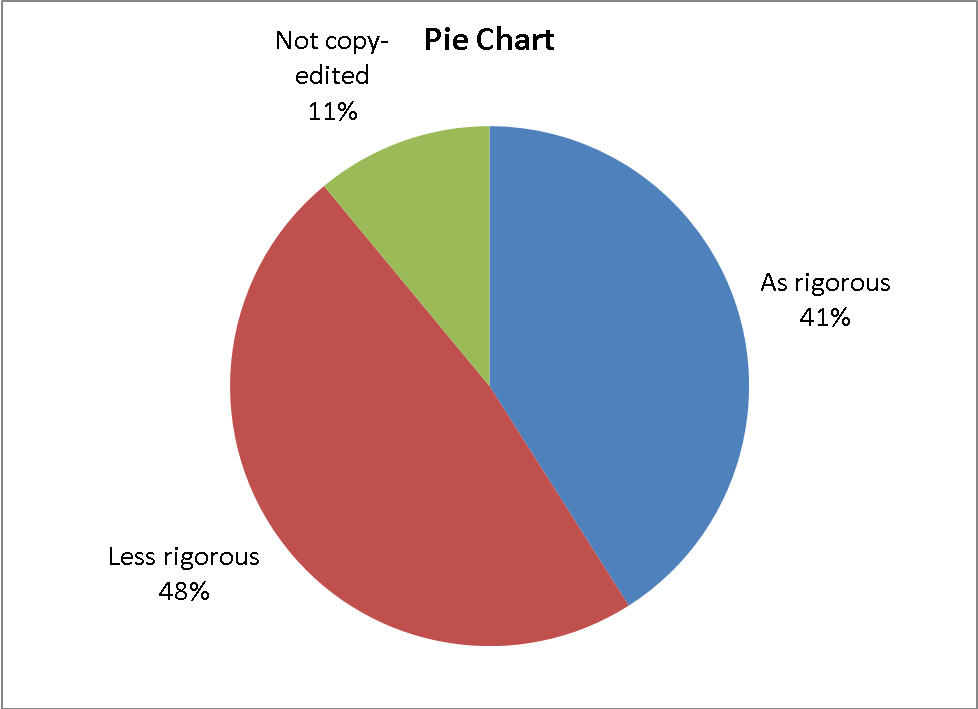 Pie Chart
Not copy-
edited
11%
As rigorous
41%
Less rigorous
48%